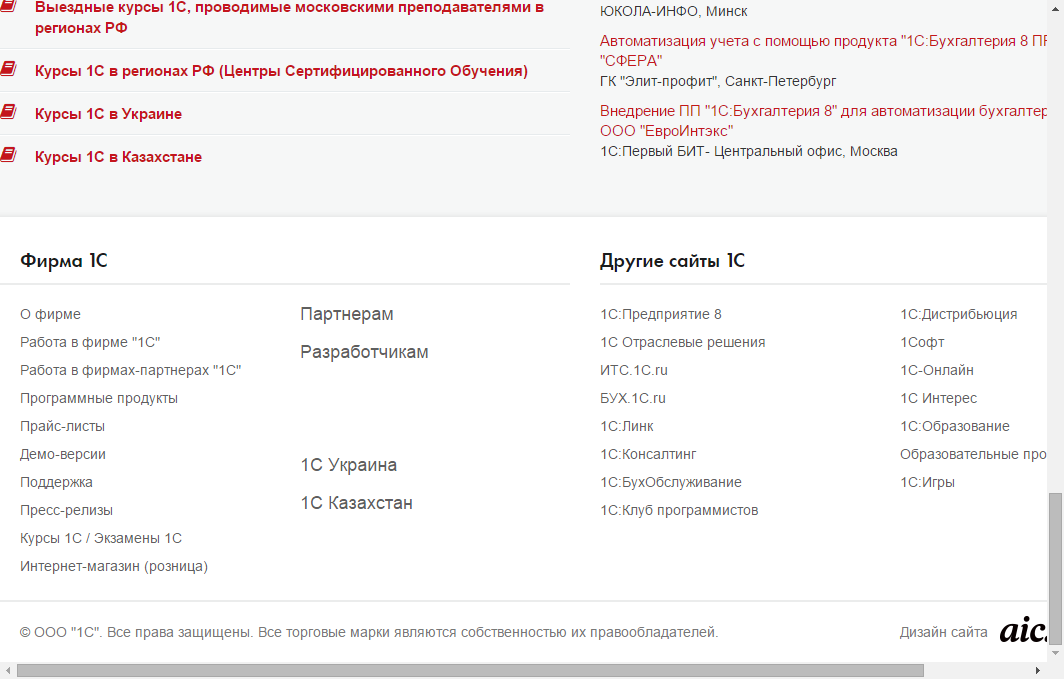 Выездные курсы 1С, проводимые московскими преподавателями в
регионах РФ
Курсы 1С в регионах РФ (Центры Сертифицированного Обучения)
Курсы 1С в Украине
Курсы 1С в Казахстане
ЮКОЛА-ИНФО, Минск
Автоматизация учета с помощью продукта "1С:Бухгалтерия 8
"СФЕРА"
ГК "Элит-профит", Санкт-Петербург
Внедрение ПП "1С:Бухгалтерия 8" для автоматизации бухгалтер
ООО "ЕвроИнтэкс"
1С:Первый БИТ- Центральный офис, Москва
Фирма 1С
О фирме
Работа в фирме "1С"
Работа в фирмах-партнерах "1С"
Программные продукты
Прайс-листы
Демо-версии
Поддержка
Пресс-релизы
Курсы 1С / Экзамены 1С
Интернет-магазин (розница)
Партнерам
Разработчикам
1С Украина
1С Казахстан
Другие сайты 1С
1С:Предприятие 8
1С Отраслевые решения
ИТС.1С.ru
БУХ.1С.ru
1С:Линк
1С:Консалтинг
1С:БухОбслуживание
1С:Клуб программистов
1С:Дистрибьюция
1Софт
1С-Онлайн
1С Интерес
1С:Образование
Образовательные про
1С:Игры
© ООО "1С". Все права защищены. Все торговые марки являются собственностью их правообладателей.
Дизайн сайта aic.